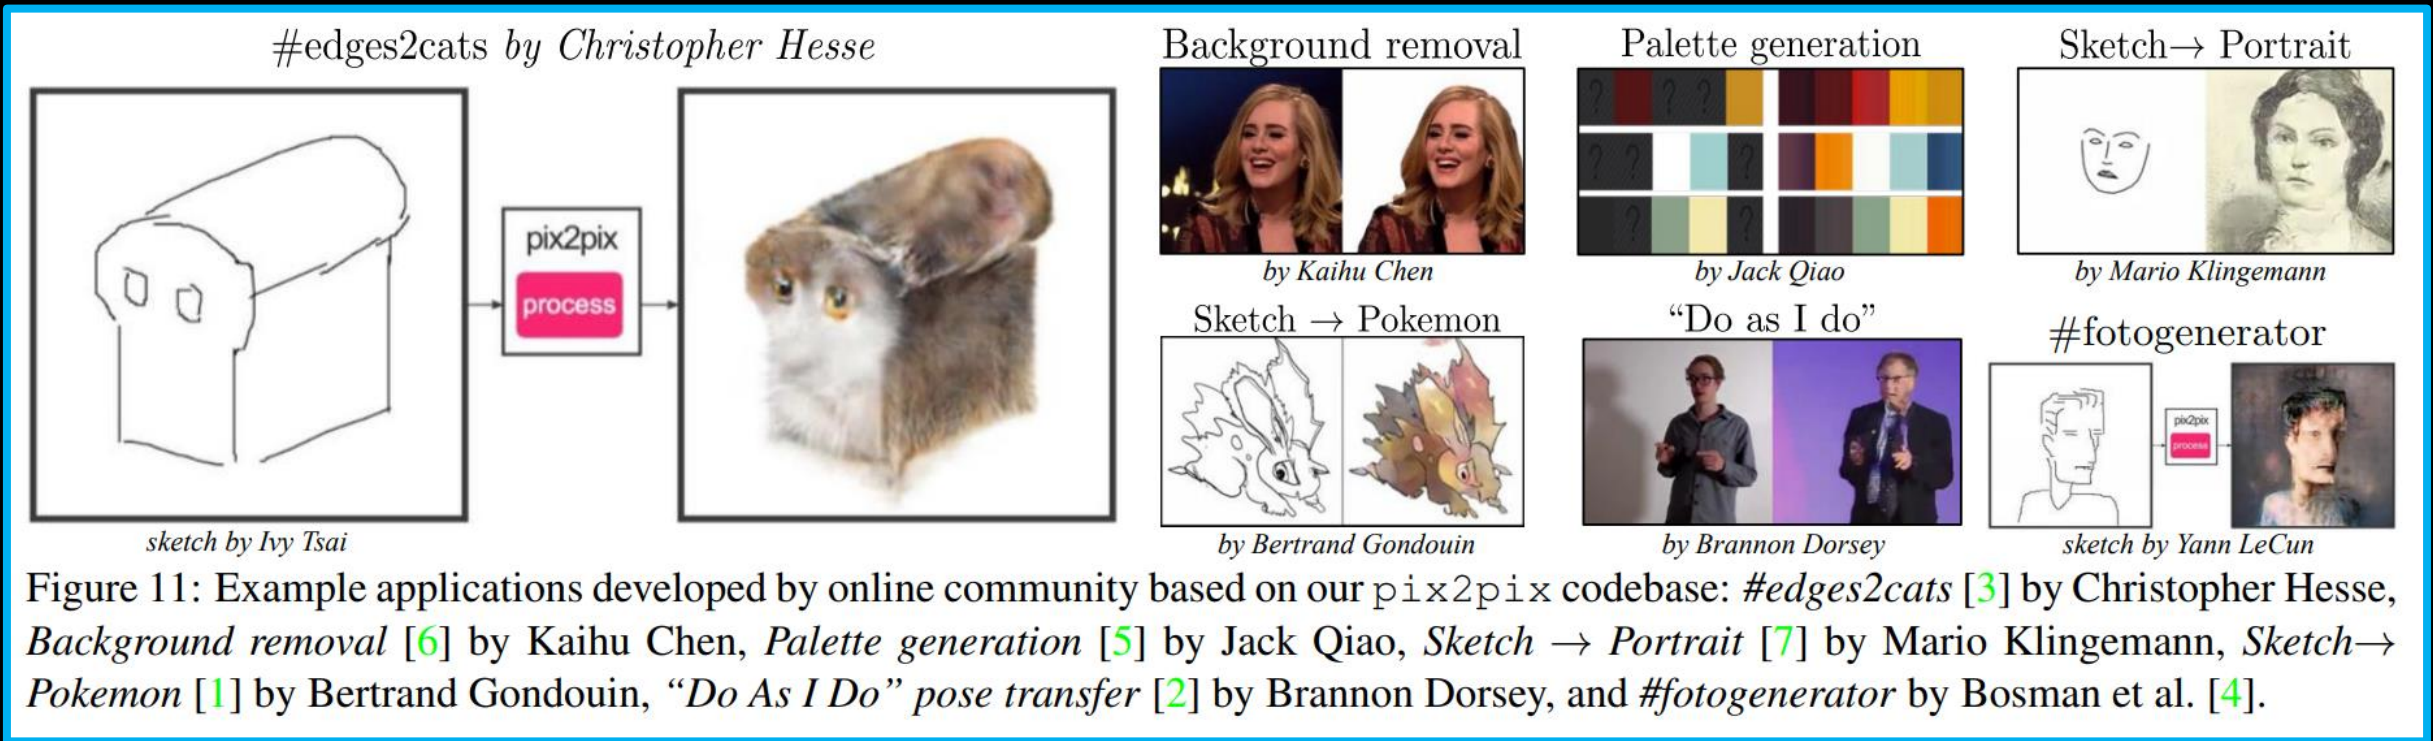 #edges2cats by Christopher Hesse
pix2pix
process
sketch by Ivy Tsai
Background removal
by Kaihu Chen
Palette generation
? ? ?
? ? ?
? ?
by Jack Qiao
Sketch→ Portrait
by Mario Klingemann
Sketch → Pokemon
by Bertrand Gondouin
“Do as I do”
by Brannon Dorsey
#fotogenerator
pix2pix
process
sketch by Yann LeCun
Figure 11: Example applications developed by online community based on our pix2pix codebase: #edges2cats [3] by Christopher Hesse,
Background removal [6] by Kaihu Chen, Palette generation [5] by Jack Qiao, Sketch → Portrait [7] by Mario Klingemann, Sketch→
Pokemon [1] by Bertrand Gondouin, “Do As I Do” pose transfer [2] by Brannon Dorsey, and #fotogenerator by Bosman et al. [4].